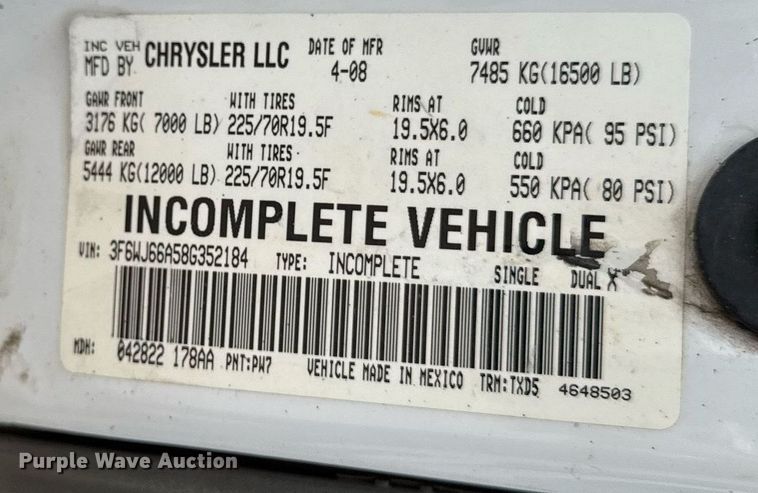 INC VEH MFD BY CHRYSLER LLC DATE OF MFR 4-08 GVWR 7485 KG(16500 LB)
GAWR FRONT WITH TIRES RIMS AT COLD
3176 KG( 7000 LB) 225/70R19.5F 19.5X6.0 660 KPA( 95 PSI)
GAWR REAR WITH TIRES RIMS AT COLD
5444 KG(12000 LB) 225/70R19.5F 19.5X6.0 550 KPA( 80 PSI)
INCOMPLETE VEHICLE
VIN: 3F6WJ66A58G352184 TYPE: INCOMPLETE SINGLE DUAL X
MDH: 042822 178AA PNT:PW7 VEHICLE MADE IN MEXICO TRM:TXD5 4648503
Purple Wave Auction